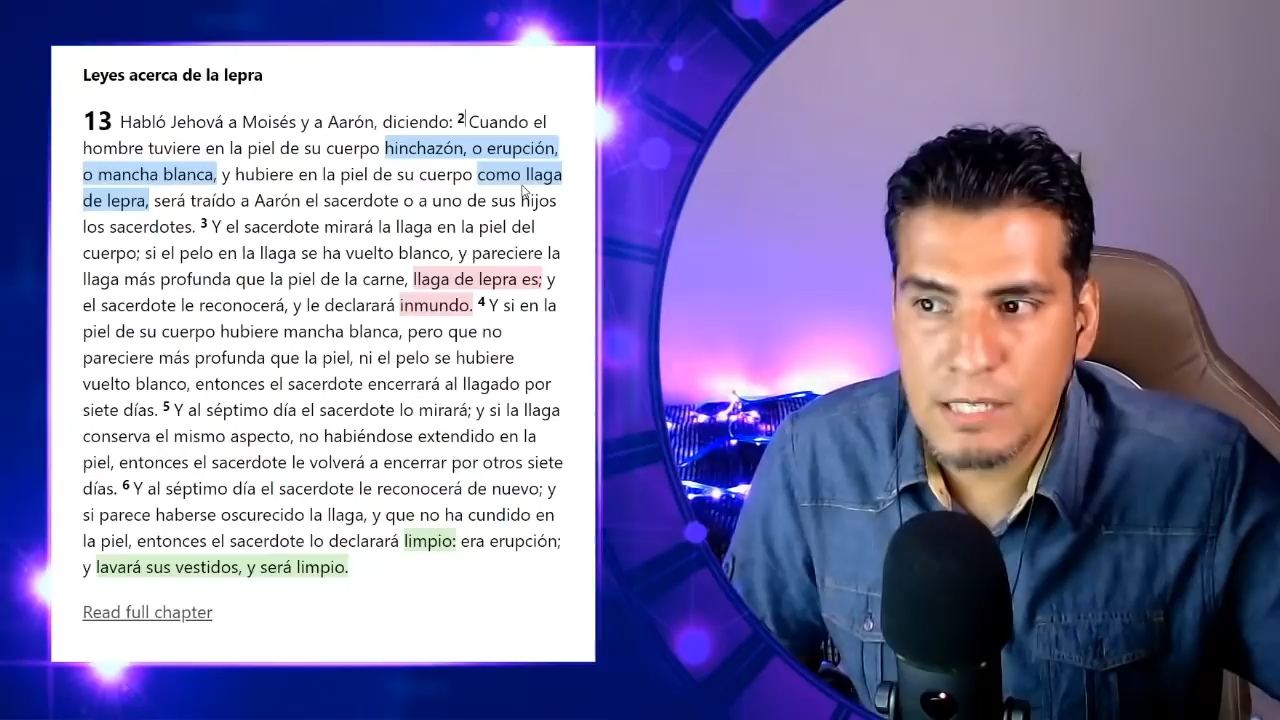 Leyes acerca de la lepra
13 Habló Jehová a Moisés y a Aarón, diciendo: 2 Cuando el
hombre tuviere en la piel de su cuerpo hinchazón, o erupción,
o mancha blanca, y hubiere en la piel de su cuerpo como llaga
de lepra, será traído a Aarón el sacerdote o a uno de sus hijos
los sacerdotes. 3 Y el sacerdote mirará la llaga en la piel del
cuerpo; si el pelo en la llaga se ha vuelto blanco, y pareciere la
llaga más profunda que la piel de la carne, llaga de lepra es; y
el sacerdote le reconocerá, y le declarará inmundo. 4 Y si en la
piel de su cuerpo hubiere mancha blanca, pero que no
pareciere más profunda que la piel, ni el pelo se hubiere
vuelto blanco, entonces el sacerdote encerrará al llagado por
siete días. 5 Y al séptimo día el sacerdote lo mirará; y si la llaga
conserva el mismo aspecto, no habiéndose extendido en la
piel, entonces el sacerdote le volverá a encerrar por otros siete
días. 6 Y al séptimo día el sacerdote le reconocerá de nuevo; y
si parece haberse oscurecido la llaga, y que no ha cundido en
la piel, entonces el sacerdote lo declarará limpio: era erupción;
y lavará sus vestidos, y será limpio.
Read full chapter